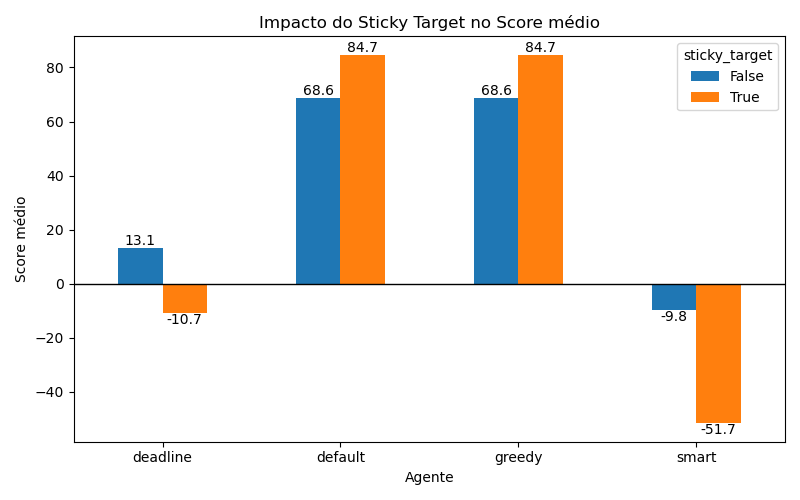 Impacto do Sticky Target no Score médio
sticky_target
False
True
Score médio
80
60
40
20
0
−20
−40
13.1
-10.7
68.6
84.7
68.6
84.7
-9.8
-51.7
deadline
default
greedy
smart
Agente